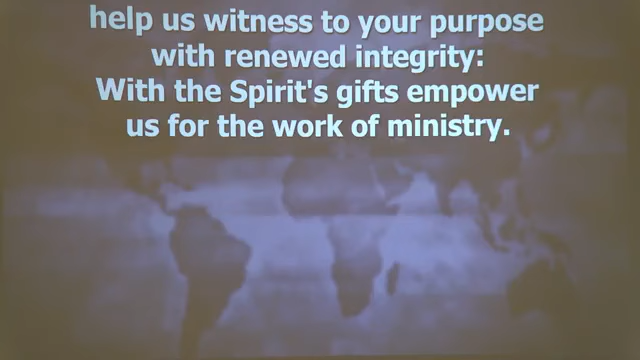 help us witness to your purpose
with renewed integrity:
With the Spirit's gifts empower
us for the work of ministry.